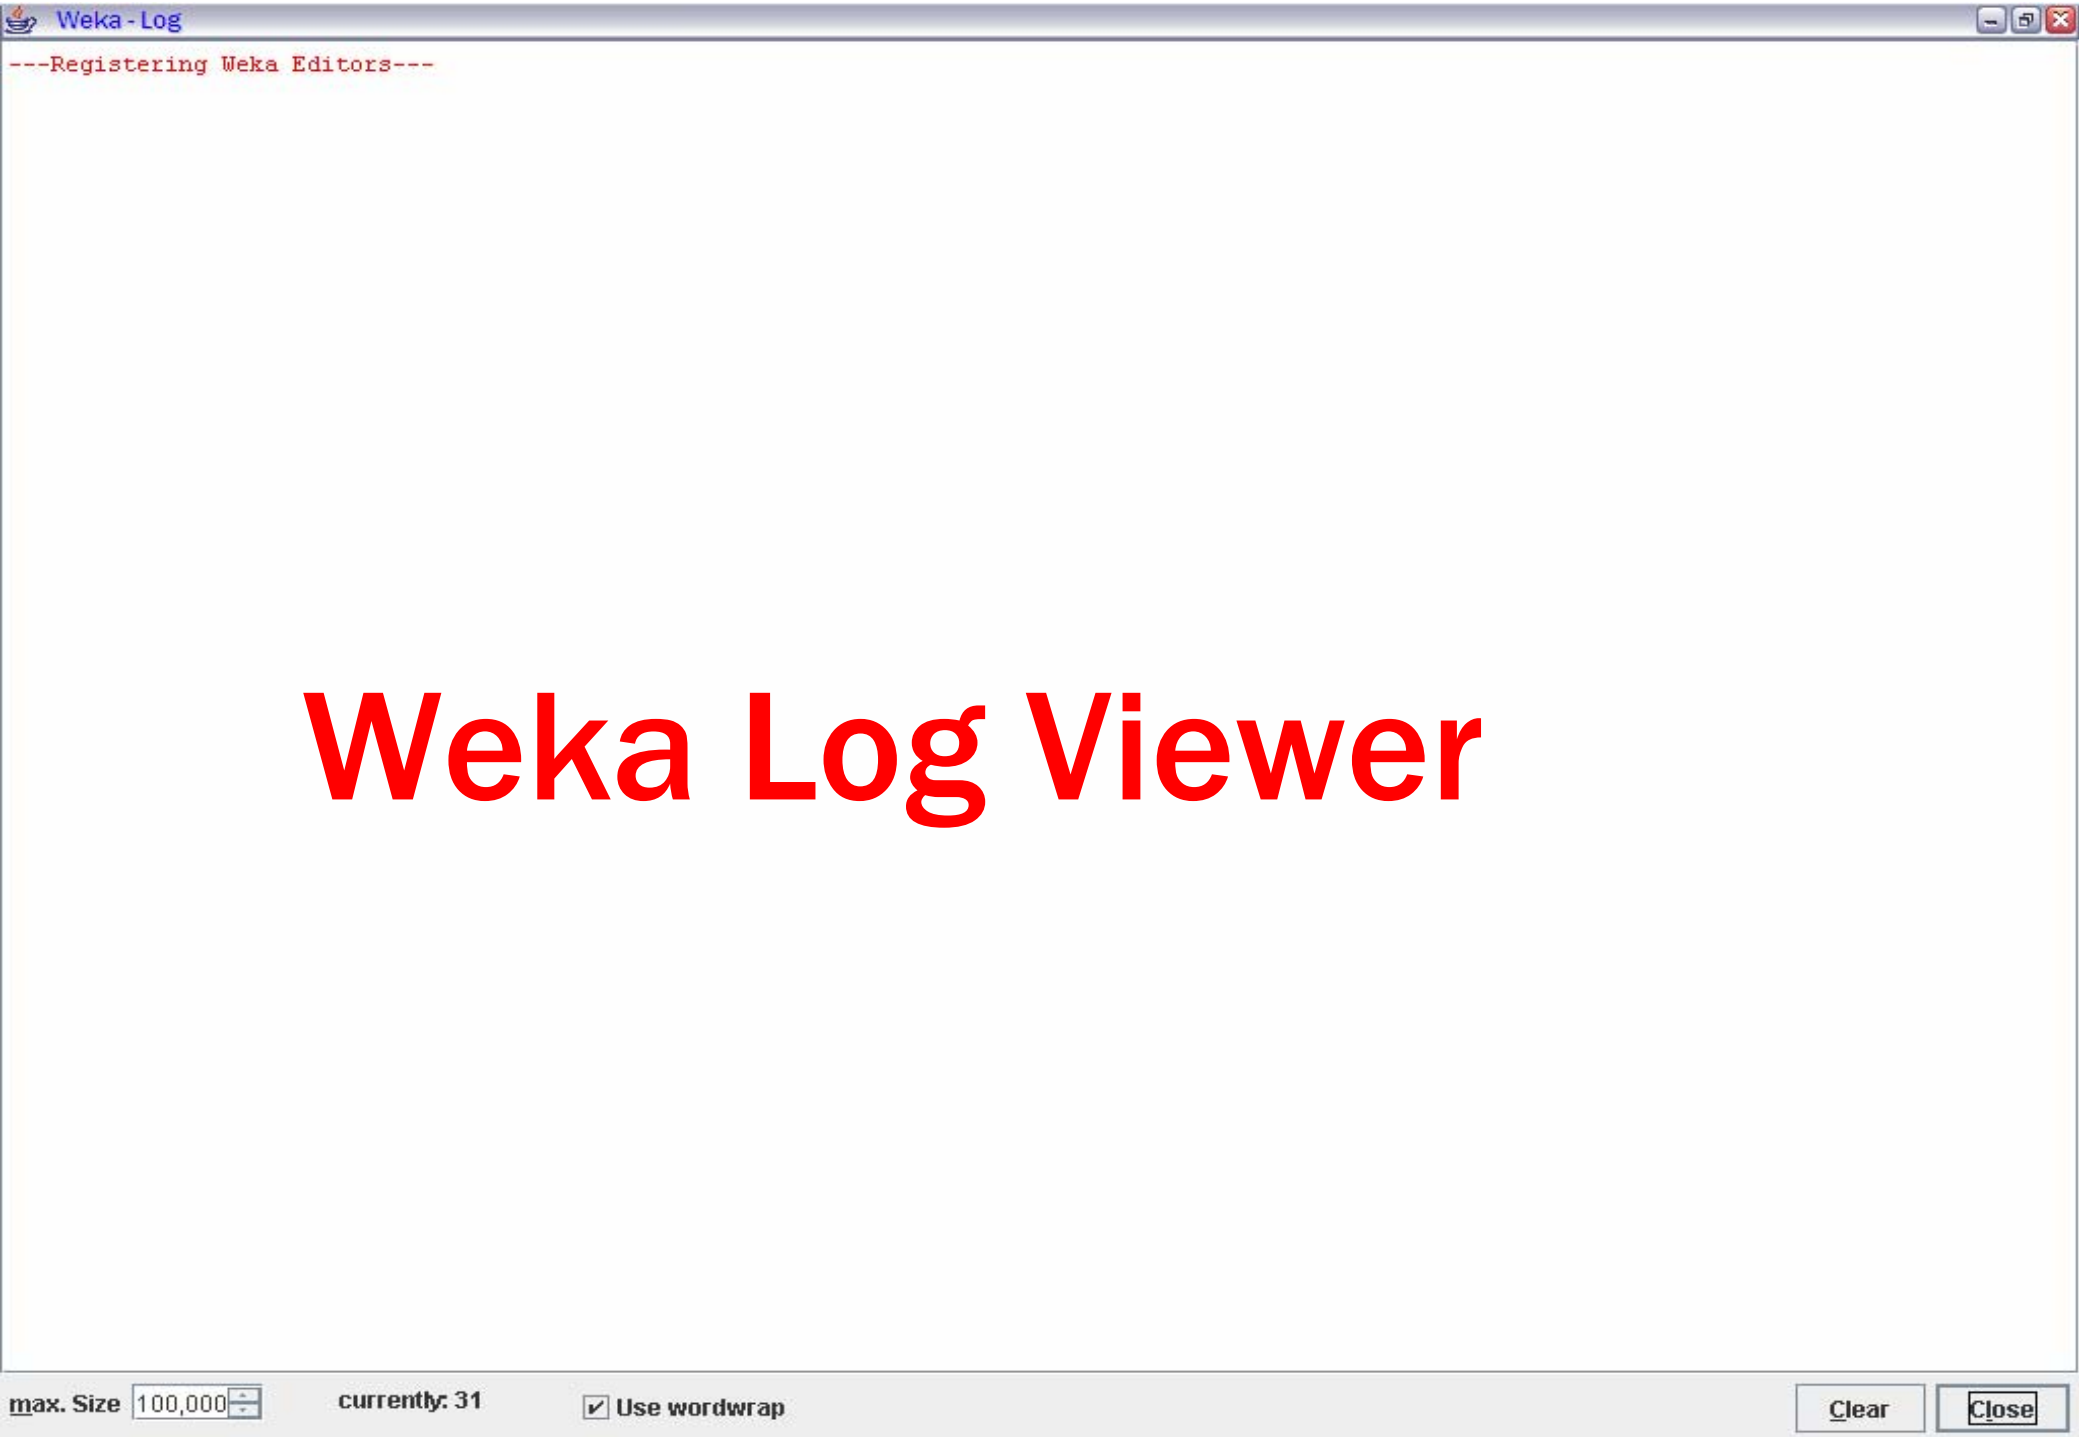 Weka - Log
---Registering Weka Editors---
Weka Log Viewer
max. Size 100,000 currently: 31 Use wordwrap Clear Close